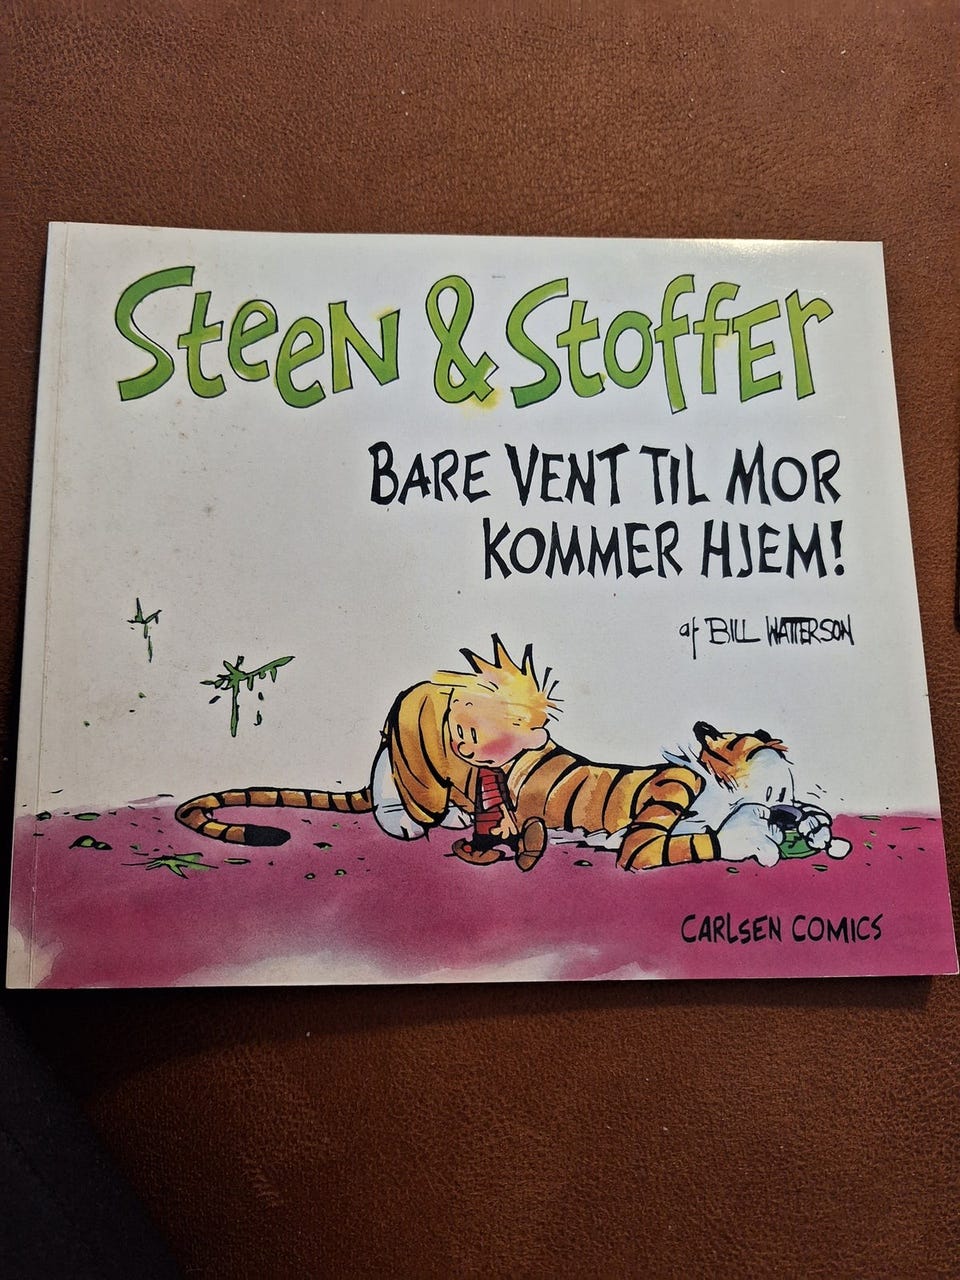 Steen & Stoffer
BARE VENT TIL MOR
KOMMER HJEM!
af BILL WATTERSON
CARLSEN COMICS